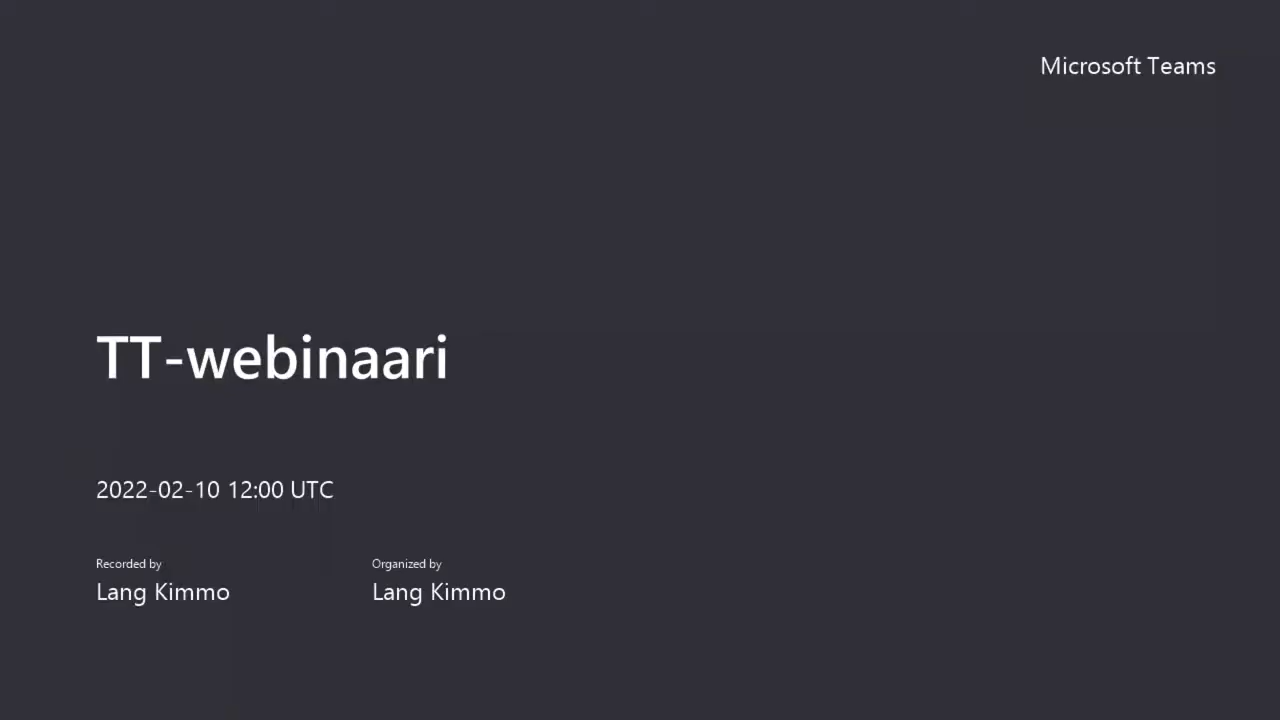 Microsoft Teams
TT-webinaari
2022-02-10 12:00 UTC
Recorded by
Lang Kimmo
Organized by
Lang Kimmo